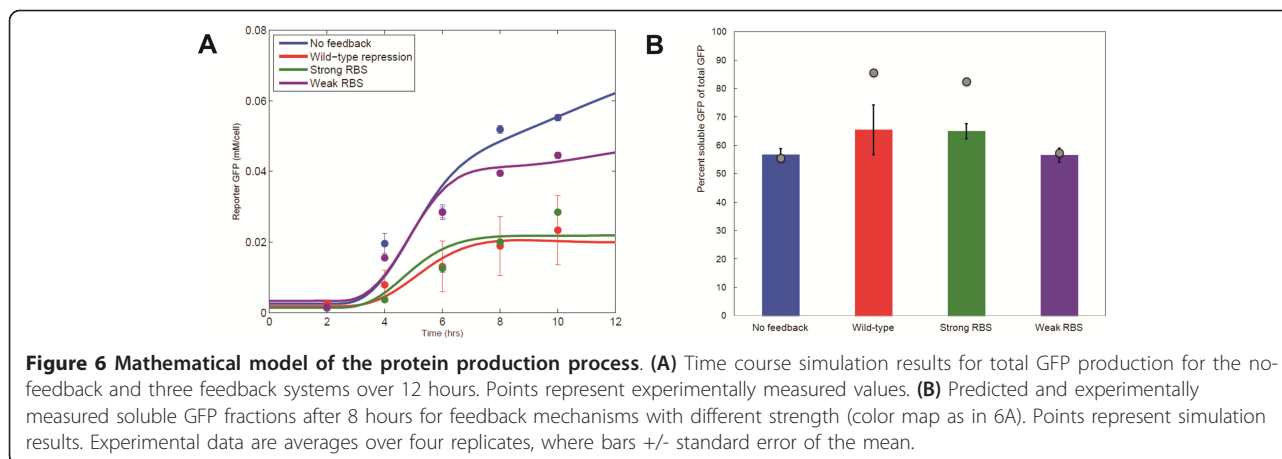 A
0.08
0.06
0.04
0.02
0
Reporter GFP (mM/cell)
No feedback
Wild-type repression
Strong RBS
Weak RBS
0 2 4 6 8 10 12
Time (hrs)
B
100
90
80
70
60
50
40
30
20
10
0
Percent soluble GFP of total GFP
No feedback Wild-type Strong RBS Weak RBS
Figure 6 Mathematical model of the protein production process. (A) Time course simulation results for total GFP production for the no-
feedback and three feedback systems over 12 hours. Points represent experimentally measured values. (B) Predicted and experimentally
measured soluble GFP fractions after 8 hours for feedback mechanisms with different strength (color map as in 6A). Points represent simulation
results. Experimental data are averages over four replicates, where bars +/- standard error of the mean.